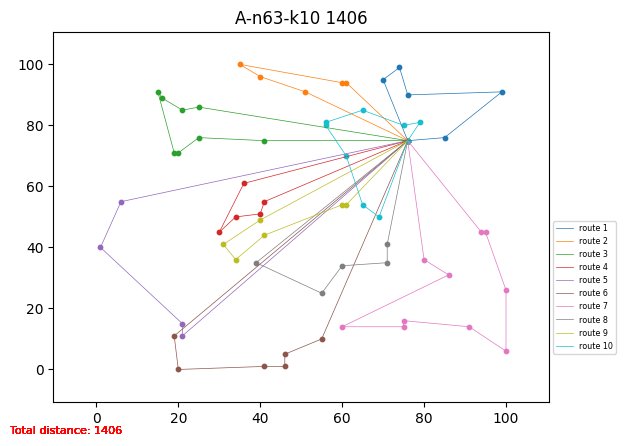 A-n63-k10 1406
100
80
60
40
20
0
0 20 40 60 80 100
route 1
route 2
route 3
route 4
route 5
route 6
route 7
route 8
route 9
route 10
Total distance: 1406